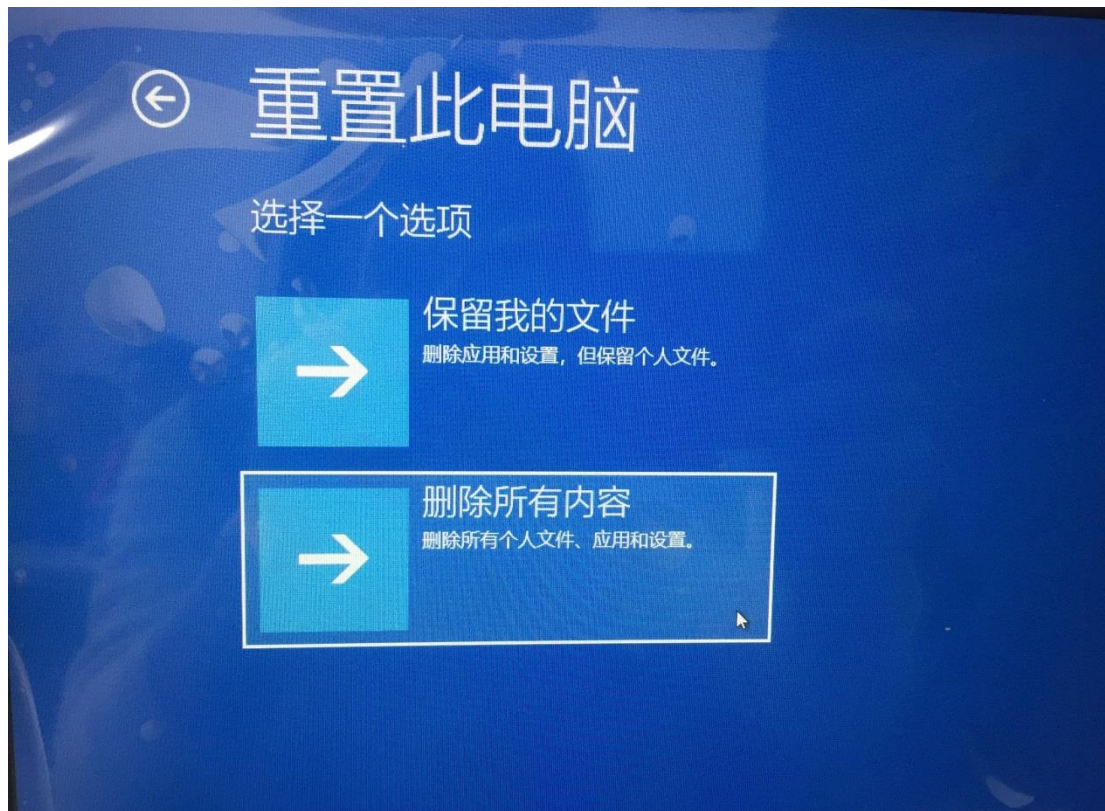 重置此电脑
选择一个选项
保留我的文件
删除应用和设置，但保留个人文件。
删除所有内容
删除所有个人文件、应用和设置。